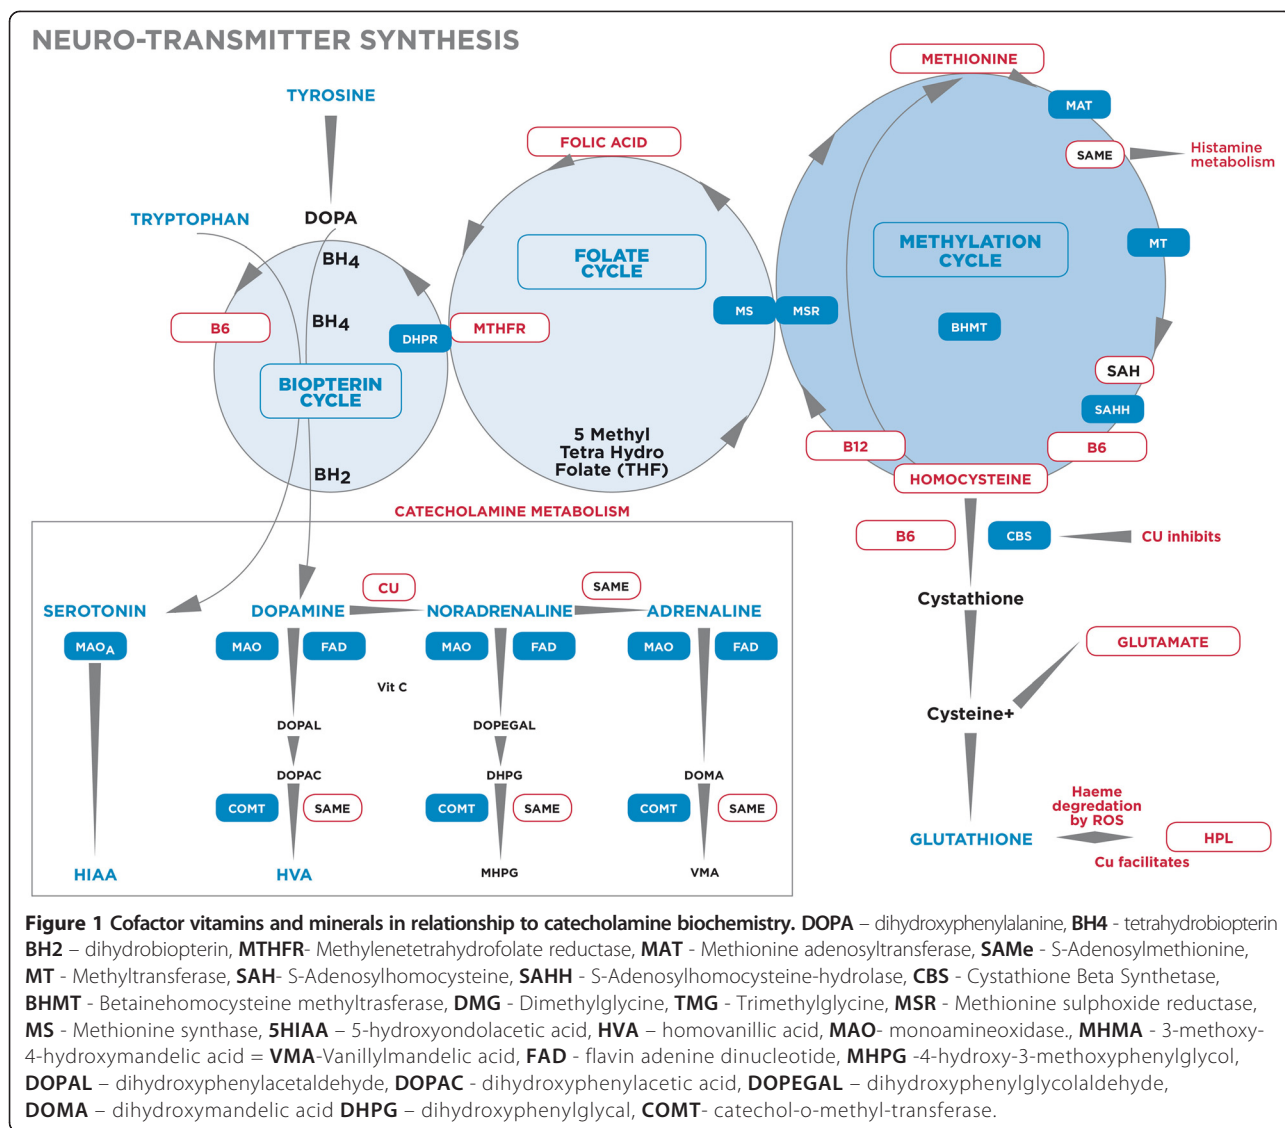 NEURO-TRANSMITTER SYNTHESIS
TYROSINE
TRYPTOPHAN
DOPA
BH4
BH4
B6
DHPR
BIOPTERIN
CYCLE
BH2
FOLIC ACID
FOLATE
CYCLE
MTHFR
MS
MSR
5 Methyl
Tetra Hydro
Folate (THF)
METHIONINE
MAT
SAME
Histamine
metabolism
METHYLATION
CYCLE
MT
BHMT
SAH
SAHH
B12
B6
HOMOCYSTEINE
B6
CBS
CU inhibits
Cystathione
GLUTAMATE
Cysteine+
Haeme
degredation
by ROS
GLUTATHIONE
HPL
Cu facilitates
CATECHOLAMINE METABOLISM
CU
SAME
SEROTONIN
DOPAMINE
NORADRENALINE
ADRENALINE
MAOA
MAO
FAD
MAO
FAD
MAO
FAD
Vit C
DOPAL
DOPEGAL
DOPAC
DHPG
DOMA
COMT
SAME
COMT
SAME
COMT
SAME
HIAA
HVA
MHPG
VMA
Figure 1 Cofactor vitamins and minerals in relationship to catecholamine biochemistry. DOPA – dihydroxyphenylalanine, BH4 - tetrahydrobiopterin
BH2 – dihydrobiopterin, MTHFR- Methylenetetrahydrofolate reductase, MAT - Methionine adenosyltransferase, SAMe - S-Adenosylmethionine,
MT - Methyltransferase, SAH- S-Adenosylhomocysteine, SAHH - S-Adenosylhomocysteine-hydrolase, CBS - Cystathione Beta Synthetase,
BHMT - Betainehomocysteine methyltrasferase, DMG - Dimethylglycine, TMG - Trimethylglycine, MSR - Methionine sulphoxide reductase,
MS - Methionine synthase, 5HIAA – 5-hydroxyondolacetic acid, HVA – homovanillic acid, MAO- monoamineoxidase., MHMA - 3-methoxy-
4-hydroxymandelic acid = VMA-Vanillylmandelic acid, FAD - flavin adenine dinucleotide, MHPG -4-hydroxy-3-methoxyphenylglycol,
DOPAL – dihydroxyphenylacetaldehyde, DOPAC - dihydroxyphenylacetic acid, DOPEGAL – dihydroxyphenylglycolaldehyde,
DOMA – dihydroxymandelic acid DHPG – dihydroxyphenylglycal, COMT- catechol-o-methyl-transferase.